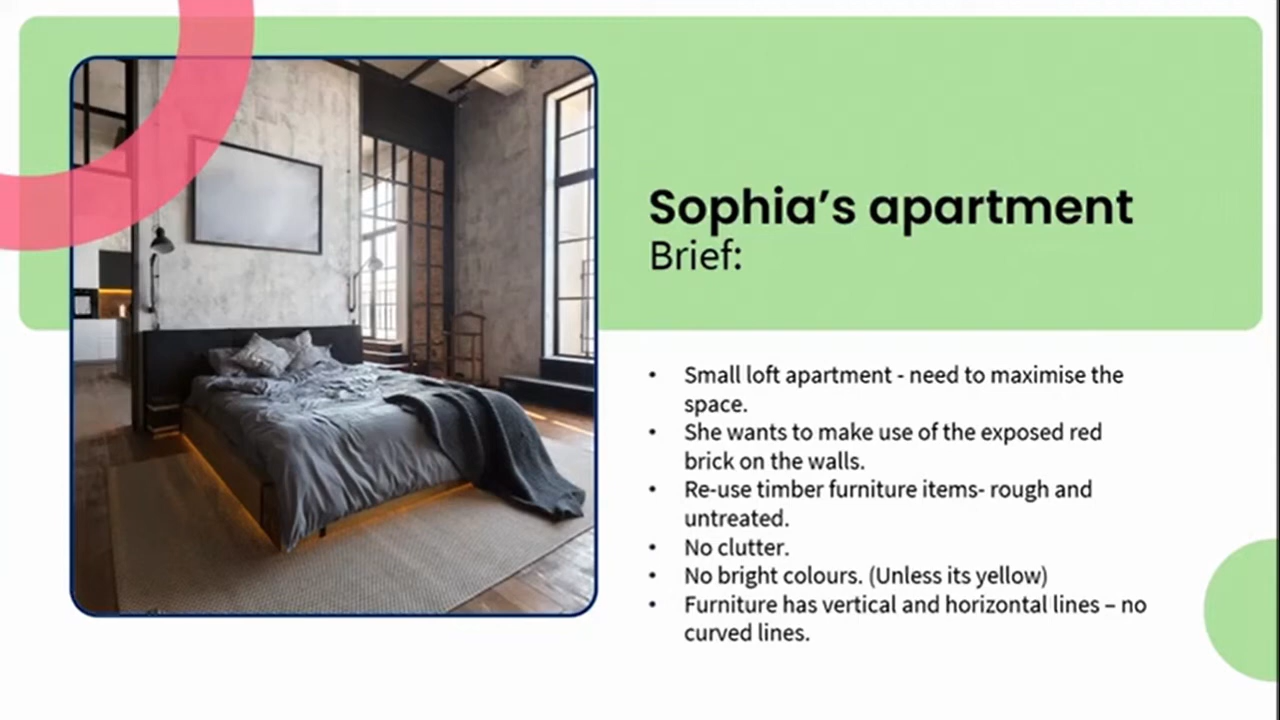 Sophia’s apartment
Brief:
• Small loft apartment - need to maximise the
space.
• She wants to make use of the exposed red
brick on the walls.
• Re-use timber furniture items- rough and
untreated.
• No clutter.
• No bright colours. (Unless its yellow)
• Furniture has vertical and horizontal lines – no
curved lines.